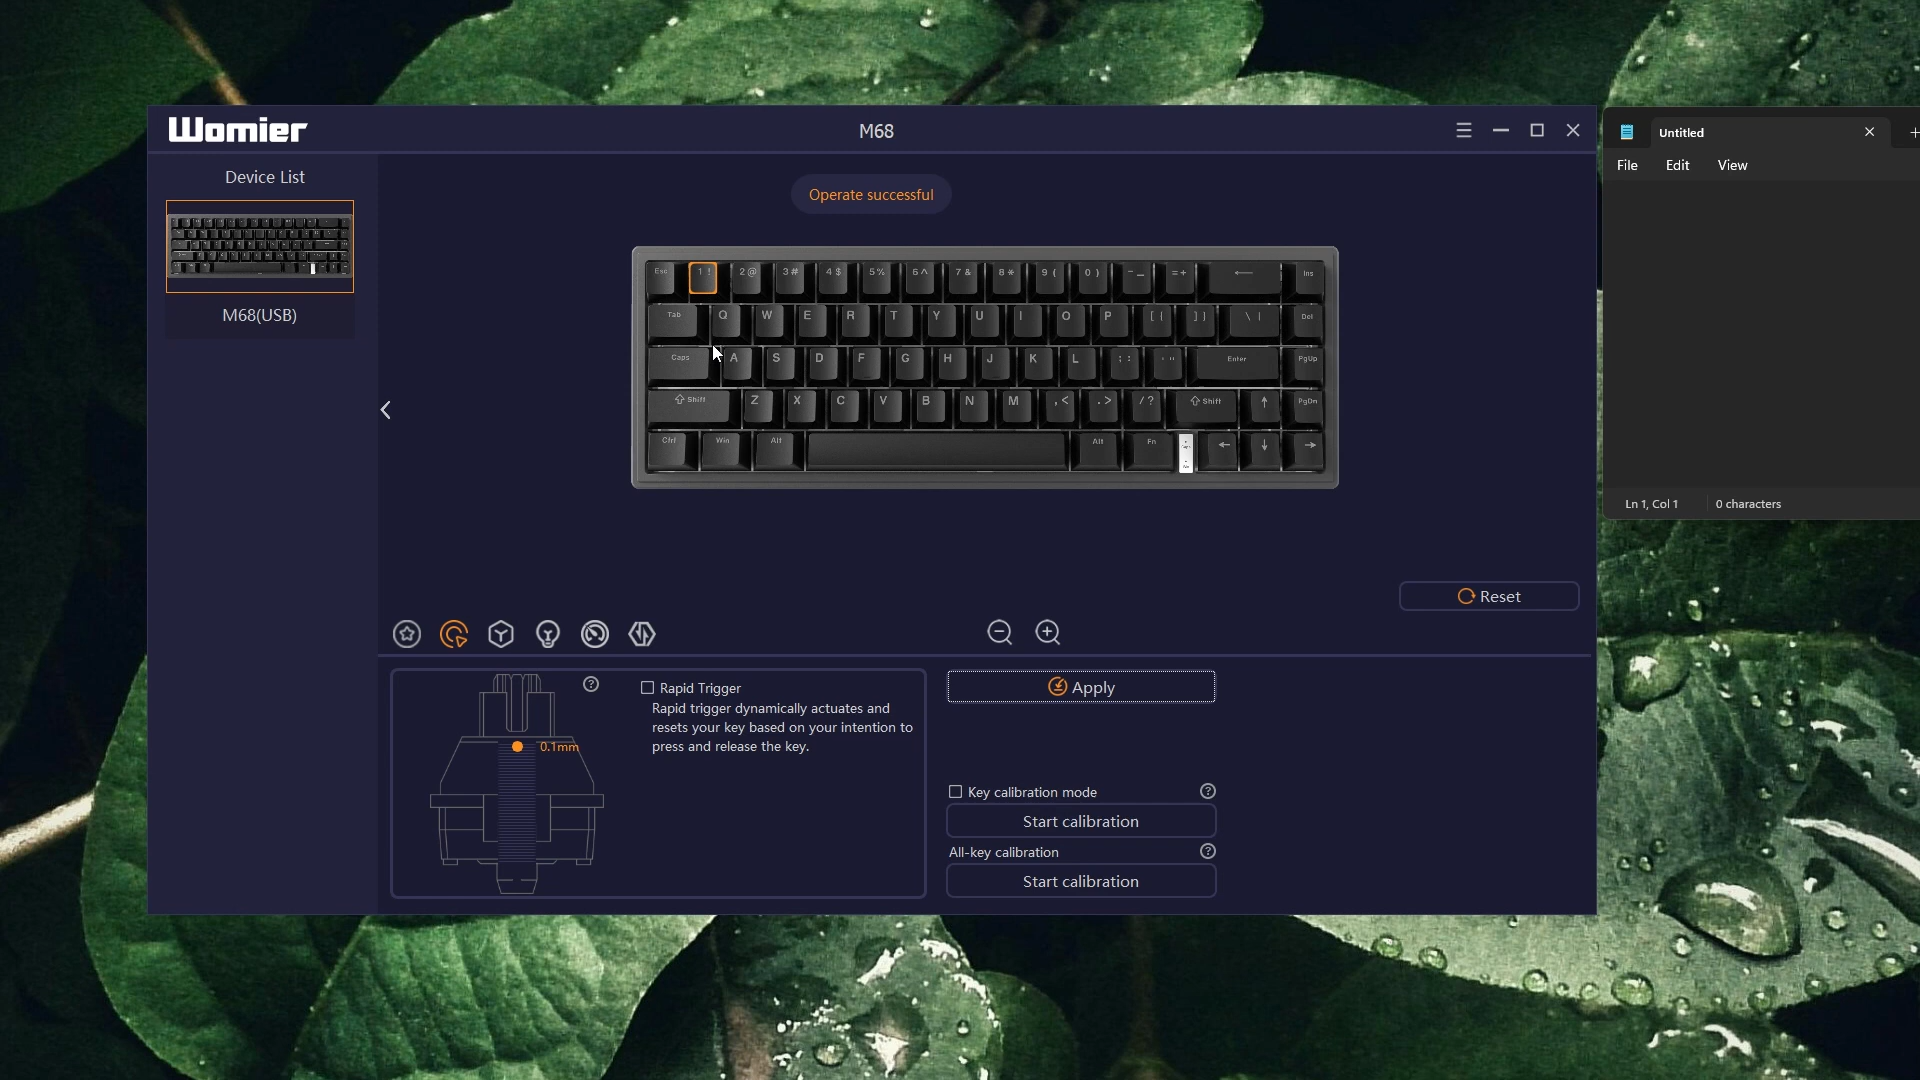 Womier
M68
Device List
M68(USB)
Operate successful
Esc 1 ! 2 @ 3 # 4 $ 5 % 6 ^ 7 & 8 * 9 ( 0 ) - _ = + ← Ins
Tab Q W E R T Y U I O P [ { ] } \ | Del
Caps A S D F G H J K L ; : ' " Enter PgUp
⇧ Shift Z X C V B N M , < . > / ? ⇧ Shift ↑ PgDn
Ctrl Win Alt Alt Fn ← ↓ →
Reset
Rapid Trigger
Rapid trigger dynamically actuates and
resets your key based on your intention to
press and release the key.
0.1mm
Apply
Key calibration mode
Start calibration
All-key calibration
Start calibration
Untitled
File Edit View
Ln 1, Col 1 0 characters